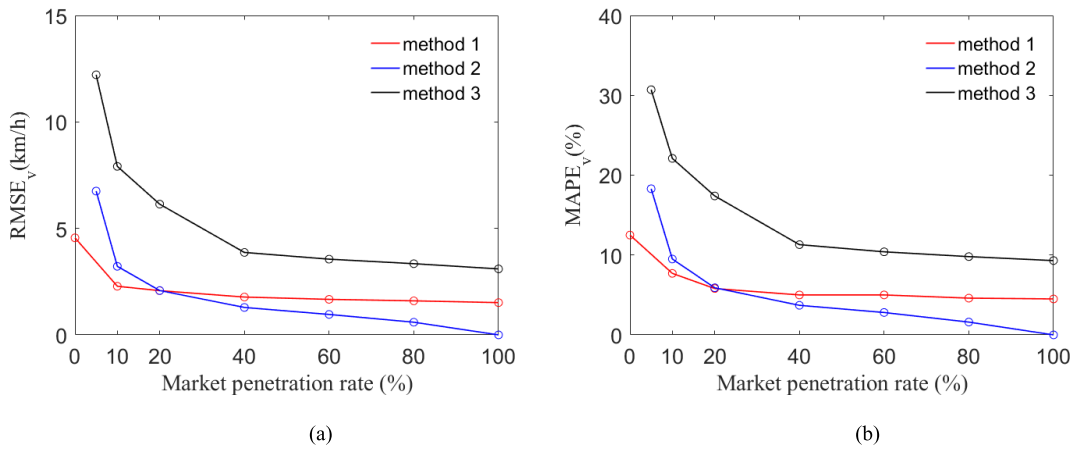 15
10
5
0
0
10
20
40
60
80
100
RMSEv(km/h)
Market penetration rate (%)
method 1
method 2
method 3
(a)
40
30
20
10
0
0
10
20
40
60
80
100
MAPEv(%)
Market penetration rate (%)
method 1
method 2
method 3
(b)